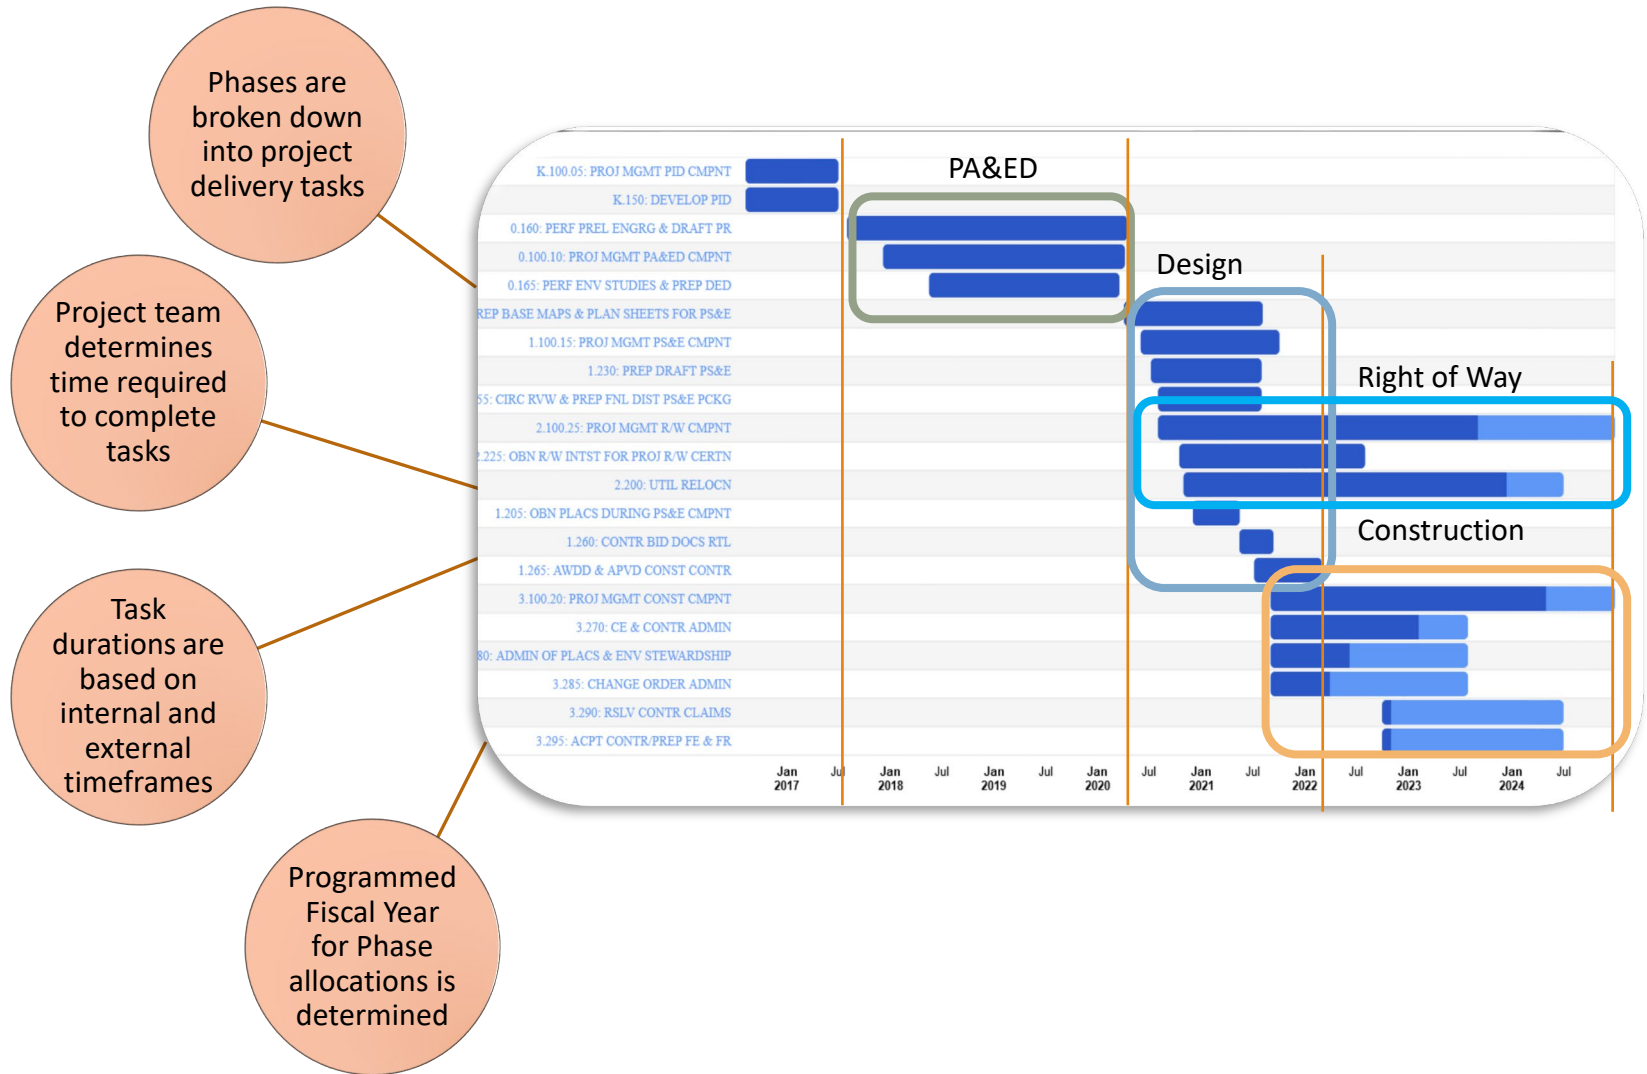 Phases are
broken down
into project
delivery tasks
Project team
determines
time required
to complete
tasks
Task
durations are
based on
internal and
external
timeframes
Programmed
Fiscal Year
for Phase
allocations is
determined
PA&ED
Design
Right of Way
Construction
K.100.05: PROJ MGMT PID CMPNT
K.150: DEVELOP PID
0.160: PERF PREL ENGRG & DRAFT PR
0.100.10: PROJ MGMT PA&ED CMPNT
0.165: PERF ENV STUDIES & PREP DED
REP BASE MAPS & PLAN SHEETS FOR PS&E
1.100.15: PROJ MGMT PS&E CMPNT
1.230: PREP DRAFT PS&E
55: CIRC RVW & PREP FNL DIST PS&E PCKG
2.100.25: PROJ MGMT R/W CMPNT
.225: OBN R/W INTST FOR PROJ R/W CERTN
2.200: UTIL RELOCN
1.205: OBN PLACS DURING PS&E CMPNT
1.260: CONTR BID DOCS RTL
1.265: AWDD & APVD CONST CONTR
3.100.20: PROJ MGMT CONST CMPNT
3.270: CE & CONTR ADMIN
80: ADMIN OF PLACS & ENV STEWARDSHIP
3.285: CHANGE ORDER ADMIN
3.290: RSLV CONTR CLAIMS
3.295: ACPT CONTR/PREP FE & FR
Jan Jul Jan Jul Jan Jul Jan Jul Jan Jul Jan Jul Jan Jul Jan Jul
2017 2018 2019 2020 2021 2022 2023 2024